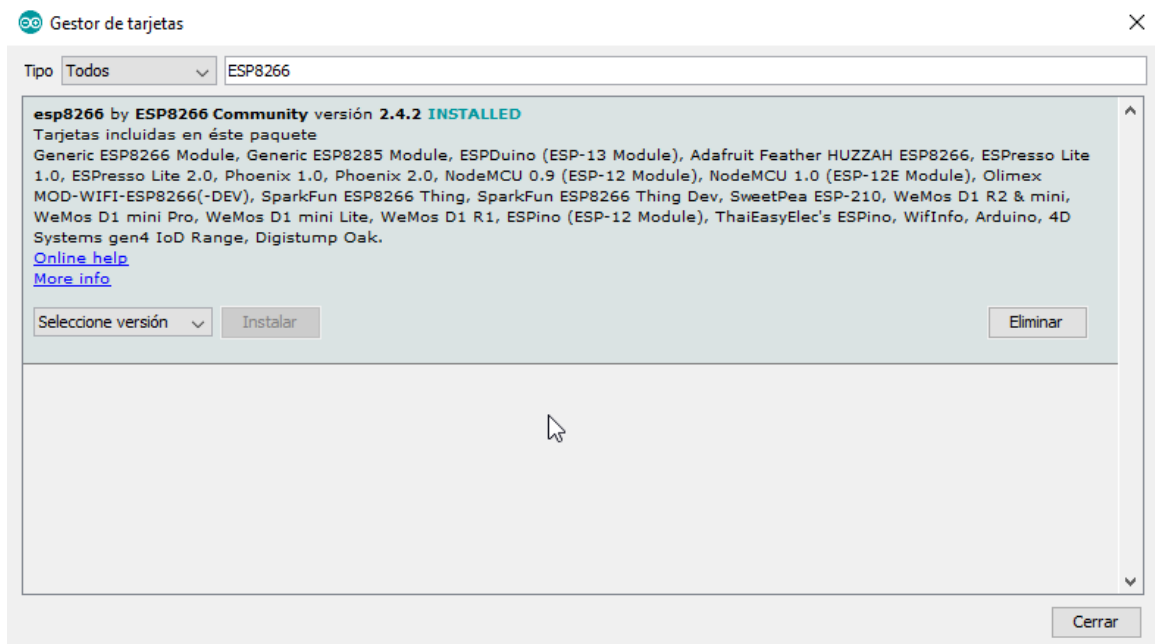 Gestor de tarjetas
Tipo Todos ESP8266
esp8266 by ESP8266 Community versión 2.4.2 INSTALLED
Tarjetas incluidas en éste paquete
Generic ESP8266 Module, Generic ESP8285 Module, ESPDuino (ESP-13 Module), Adafruit Feather HUZZAH ESP8266, ESPresso Lite
1.0, ESPresso Lite 2.0, Phoenix 1.0, Phoenix 2.0, NodeMCU 0.9 (ESP-12 Module), NodeMCU 1.0 (ESP-12E Module), Olimex
MOD-WIFI-ESP8266(-DEV), SparkFun ESP8266 Thing, SparkFun ESP8266 Thing Dev, SweetPea ESP-210, WeMos D1 R2 & mini,
WeMos D1 mini Pro, WeMos D1 mini Lite, WeMos D1 R1, ESPino (ESP-12 Module), ThaiEasyElec's ESPino, WifInfo, Arduino, 4D
Systems gen4 IoD Range, Digistump Oak.
Online help
More info
Seleccione versión Instalar Eliminar
Cerrar